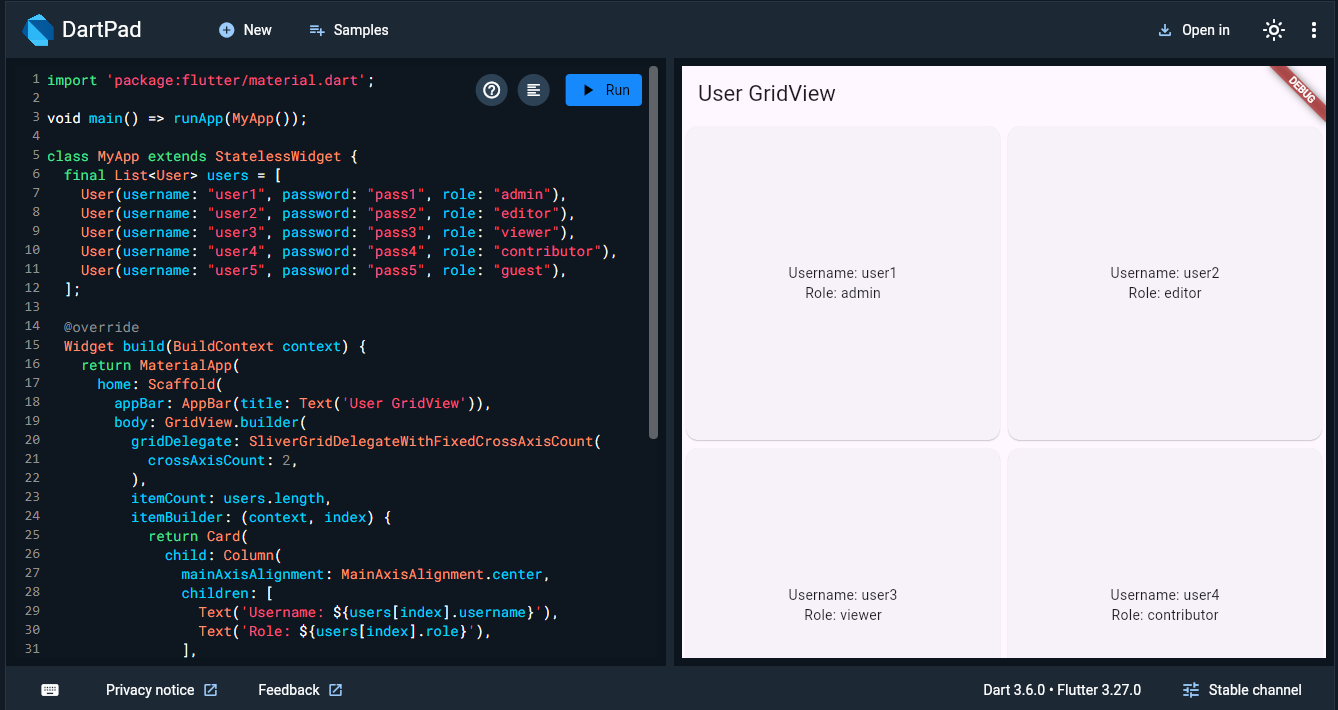 DartPad
New
Samples
Open in
1 import 'package:flutter/material.dart';
2
3 void main() => runApp(MyApp());
4
5 class MyApp extends StatelessWidget {
6   final List<User> users = [
7     User(username: "user1", password: "pass1", role: "admin"),
8     User(username: "user2", password: "pass2", role: "editor"),
9     User(username: "user3", password: "pass3", role: "viewer"),
10     User(username: "user4", password: "pass4", role: "contributor"),
11     User(username: "user5", password: "pass5", role: "guest"),
12   ];
13
14   @override
15   Widget build(BuildContext context) {
16     return MaterialApp(
17       home: Scaffold(
18         appBar: AppBar(title: Text('User GridView')),
19         body: GridView.builder(
20           gridDelegate: SliverGridDelegateWithFixedCrossAxisCount(
21             crossAxisCount: 2,
22           ),
23           itemCount: users.length,
24           itemBuilder: (context, index) {
25             return Card(
26               child: Column(
27                 mainAxisAlignment: MainAxisAlignment.center,
28                 children: [
29                   Text('Username: ${users[index].username}'),
30                   Text('Role: ${users[index].role}'),
31                 ],
Run
User GridView
DEBUG
Username: user1
Role: admin
Username: user2
Role: editor
Username: user3
Role: viewer
Username: user4
Role: contributor
Privacy notice
Feedback
Dart 3.6.0 • Flutter 3.27.0
Stable channel